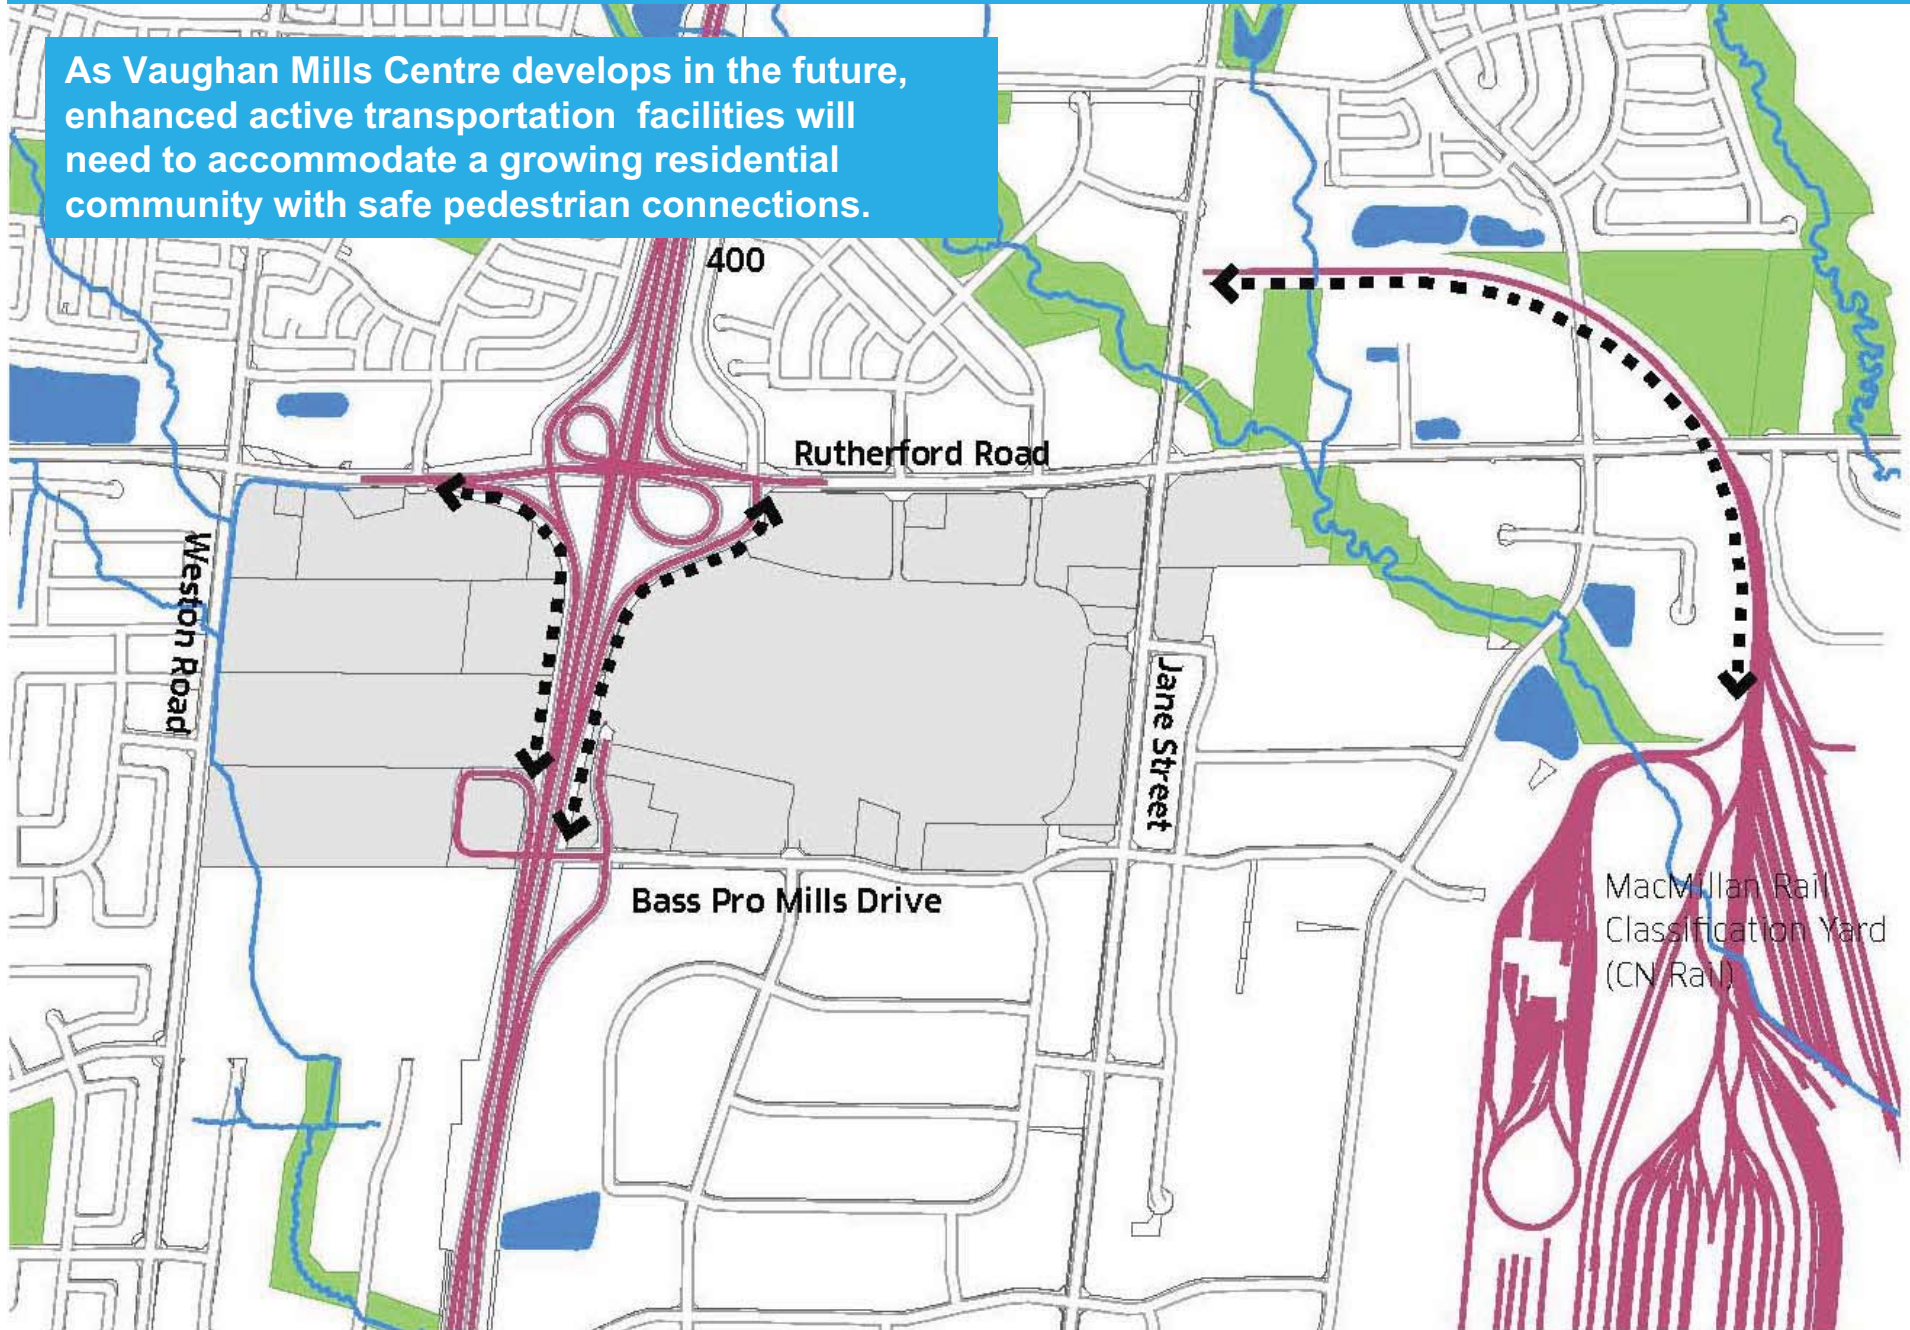 As Vaughan Mills Centre develops in the future,
enhanced active transportation facilities will
need to accommodate a growing residential
community with safe pedestrian connections.
400
Rutherford Road
Weston Road
Jane Street
Bass Pro Mills Drive
MacMillan Rail
Classification Yard
(CN Rail)